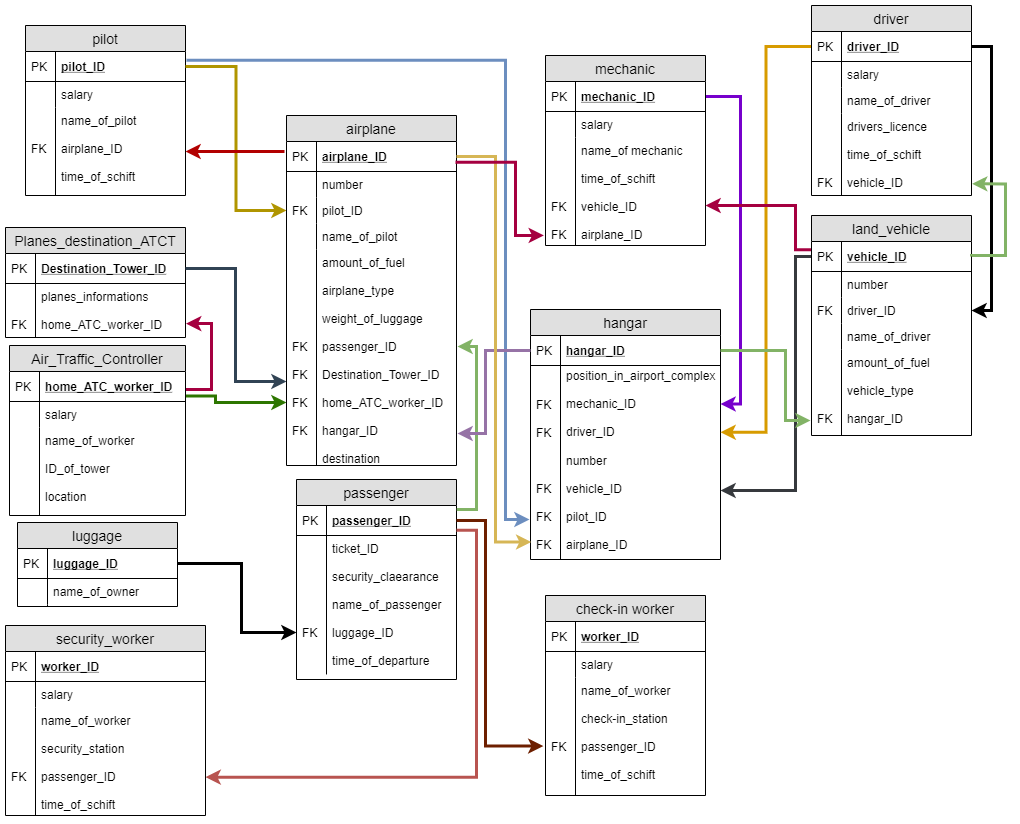 pilot
PK pilot_ID
salary
name_of_pilot
FK airplane_ID
time_of_schift
Planes_destination_ATCT
PK Destination_Tower_ID
planes_informations
FK home_ATC_worker_ID
Air_Traffic_Controller
PK home_ATC_worker_ID
salary
name_of_worker
ID_of_tower
location
luggage
PK luggage_ID
name_of_owner
security_worker
PK worker_ID
salary
name_of_worker
security_station
FK passenger_ID
time_of_schift
airplane
PK airplane_ID
number
FK pilot_ID
name_of_pilot
amount_of_fuel
airplane_type
weight_of_luggage
FK passenger_ID
FK Destination_Tower_ID
FK home_ATC_worker_ID
FK hangar_ID
destination
passenger
PK passenger_ID
ticket_ID
security_claearance
name_of_passenger
FK luggage_ID
time_of_departure
mechanic
PK mechanic_ID
salary
name_of mechanic
time_of_schift
FK vehicle_ID
FK airplane_ID
hangar
PK hangar_ID
position_in_airport_complex
FK mechanic_ID
FK driver_ID
number
FK vehicle_ID
FK pilot_ID
FK airplane_ID
check-in worker
PK worker_ID
salary
name_of_worker
check-in_station
FK passenger_ID
time_of_schift
driver
PK driver_ID
salary
name_of_driver
drivers_licence
time_of_schift
FK vehicle_ID
land_vehicle
PK vehicle_ID
number
FK driver_ID
name_of_driver
amount_of_fuel
vehicle_type
FK hangar_ID